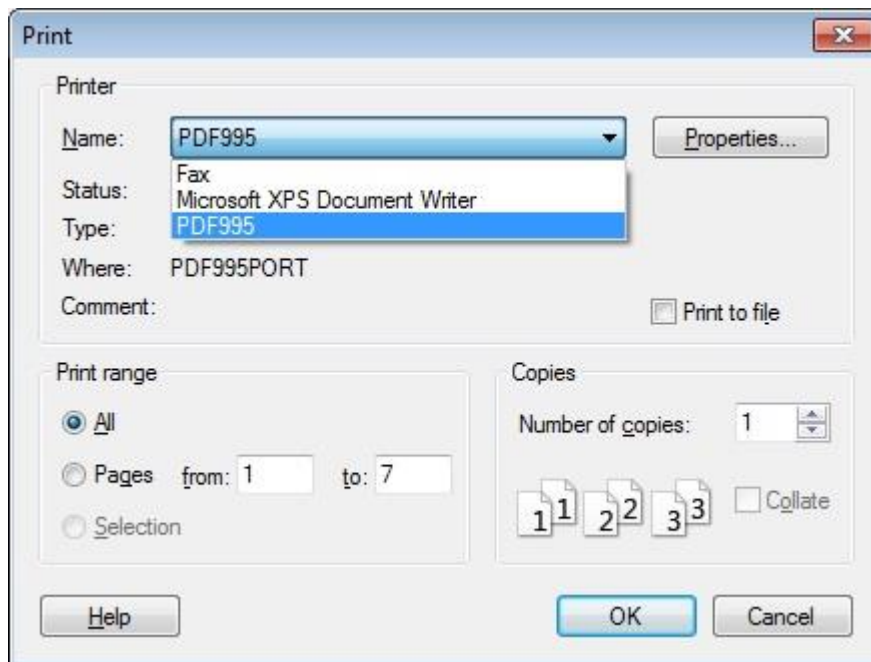 Print
Printer
Name: PDF995 Properties...
Fax
Status: Microsoft XPS Document Writer
Type: PDF995
Where: PDF995PORT
Comment: Print to file
Print range Copies
All Number of copies: 1
Pages from: 1 to: 7
1 1 2 2 3 3 Collate
Selection
Help OK Cancel